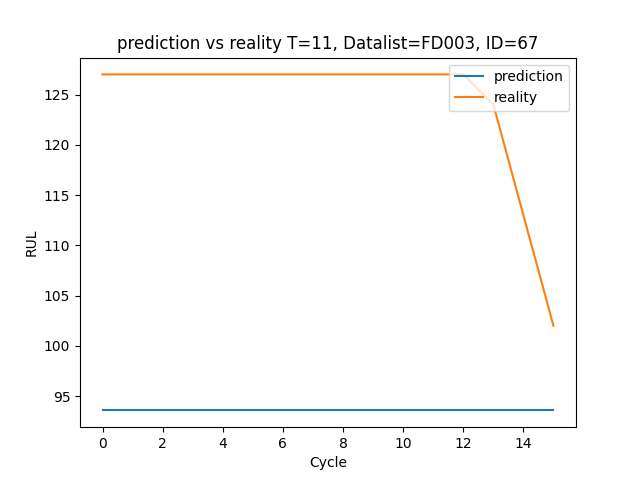 prediction vs reality T=11, Datalist=FD003, ID=67
prediction
reality
125
120
115
110
105
100
95
RUL
0 2 4 6 8 10 12 14
Cycle